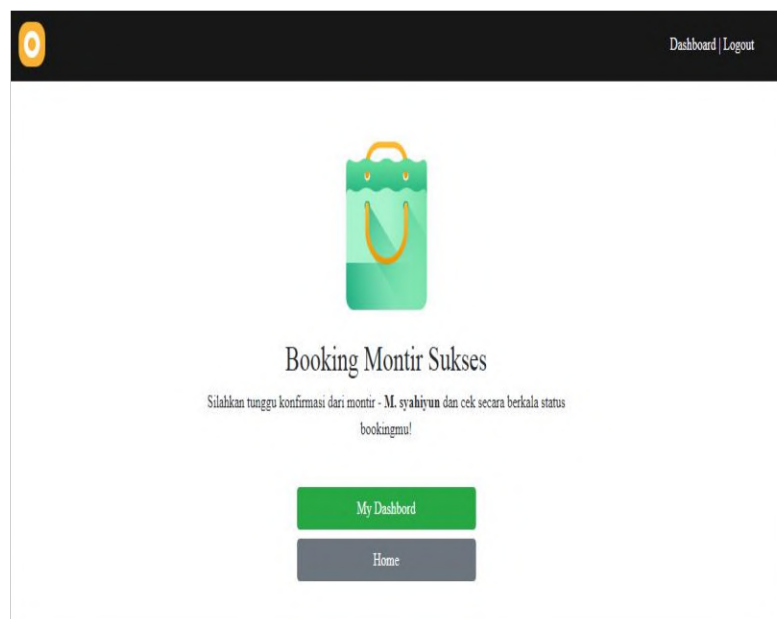 Dashboard | Logout
Booking Montir Sukses
Silahkan tunggu konfirmasi dari montir - M. syahiyun dan cek secara berkala status
bookingmu!
My Dashbord
Home